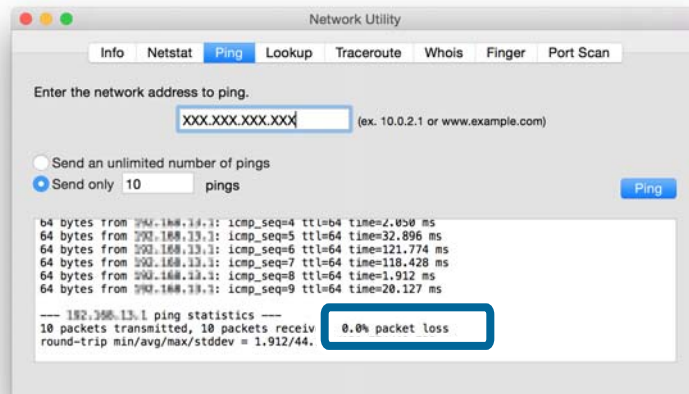 Network Utility
Info Netstat Ping Lookup Traceroute Whois Finger Port Scan
Enter the network address to ping.
XXX.XXX.XXX.XXX (ex. 10.0.2.1 or www.example.com)
Send an unlimited number of pings
Send only 10 pings
Ping
64 bytes from : icmp_seq=4 ttl=64 time=2.050 ms
64 bytes from : icmp_seq=5 ttl=64 time=32.896 ms
64 bytes from : icmp_seq=6 ttl=64 time=121.774 ms
64 bytes from : icmp_seq=7 ttl=64 time=118.428 ms
64 bytes from : icmp_seq=8 ttl=64 time=1.912 ms
64 bytes from : icmp_seq=9 ttl=64 time=20.127 ms
--- ping statistics ---
10 packets transmitted, 10 packets receiv 0.0% packet loss
round-trip min/avg/max/stddev = 1.912/44.